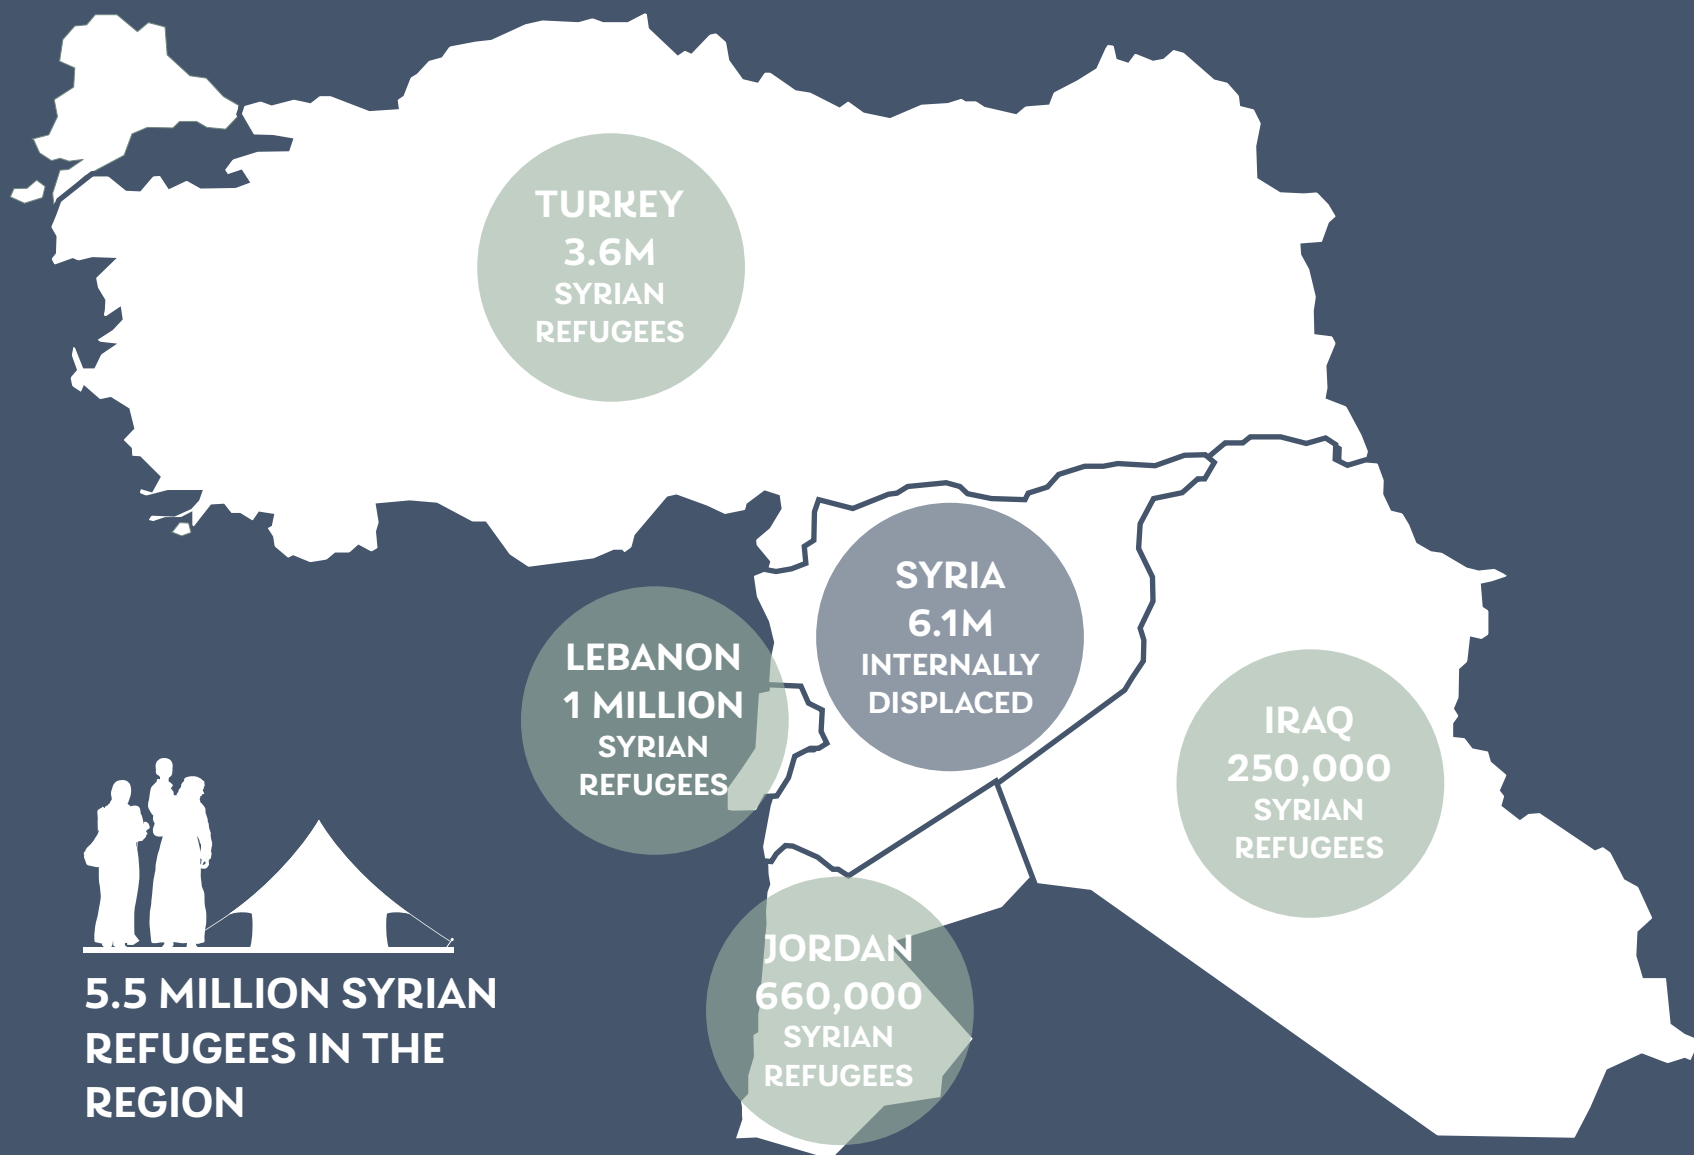 TURKEY
3.6M
SYRIAN
REFUGEES
SYRIA
6.1M
INTERNALLY
DISPLACED
LEBANON
1 MILLION
SYRIAN
REFUGEES
IRAQ
250,000
SYRIAN
REFUGEES
JORDAN
660,000
SYRIAN
REFUGEES
5.5 MILLION SYRIAN
REFUGEES IN THE
REGION